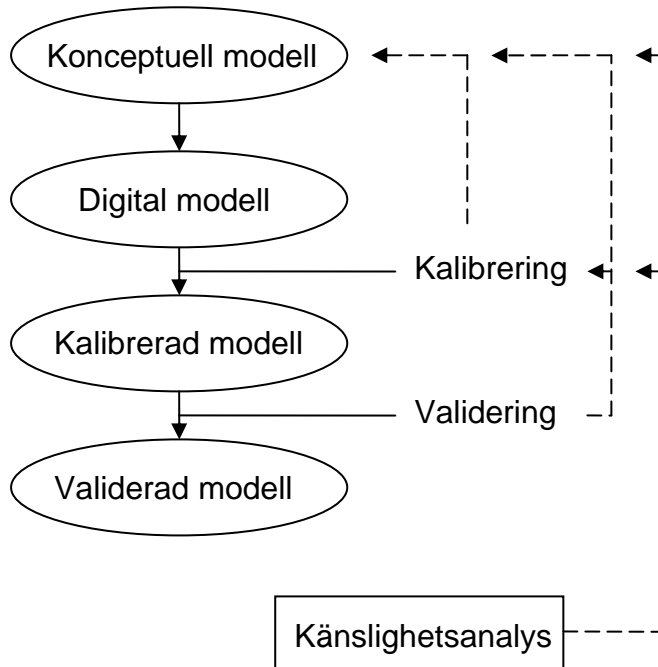 Konceptuell modell
Digital modell
Kalibrering
Kalibrerad modell
Validering
Validerad modell
Känslighetsanalys